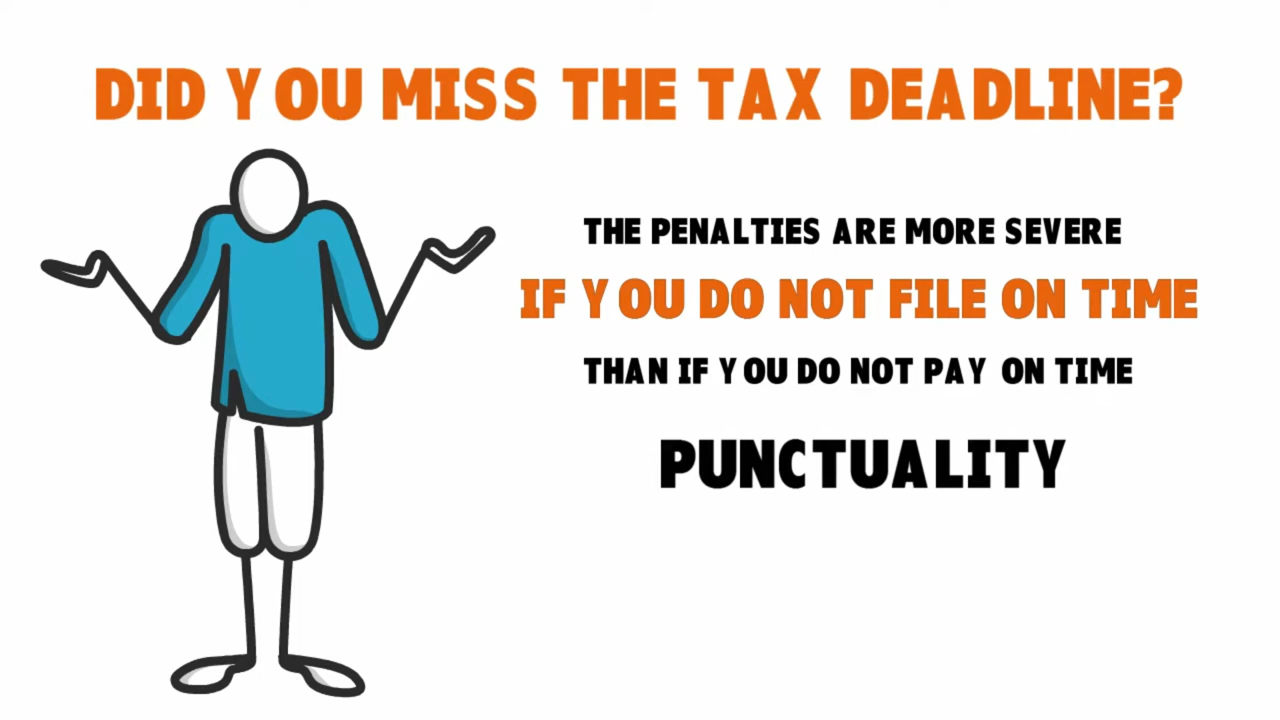 DID YOU MISS THE TAX DEADLINE?
THE PENALTIES ARE MORE SEVERE
IF YOU DO NOT FILE ON TIME
THAN IF YOU DO NOT PAY ON TIME
PUNCTUALITY